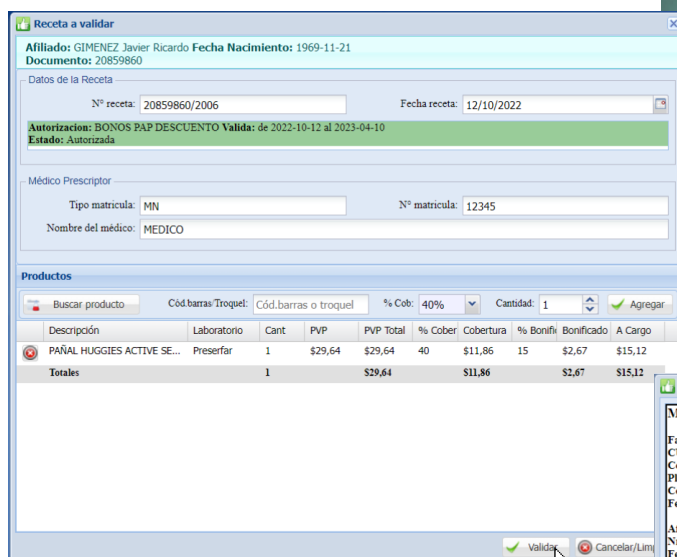 Receta a validar
Afiliado: GIMENEZ Javier Ricardo Fecha Nacimiento: 1969-11-21
Documento: 20859860
Datos de la Receta
Nº receta: 20859860/2006 Fecha receta: 12/10/2022
Autorizacion: BONOS PAP DESCUENTO Valida: de 2022-10-12 al 2023-04-10
Estado: Autorizada
Médico Prescriptor
Tipo matricula: MN Nº matricula: 12345
Nombre del médico: MEDICO
Productos
Buscar producto Cód.barras/Troquel: Cód.barras o troquel % Cob: 40% Cantidad: 1 Agregar
Descripción Laboratorio Cant PVP PVP Total % Cober Cobertura % Bonifi Bonificado A Cargo
PAÑAL HUGGIES ACTIVE SE... Preserfar 1 $29,64 $29,64 40 $11,86 15 $2,67 $15,12
Totales 1 $29,64 $11,86 $2,67 $15,12
Validar Cancelar/Lim